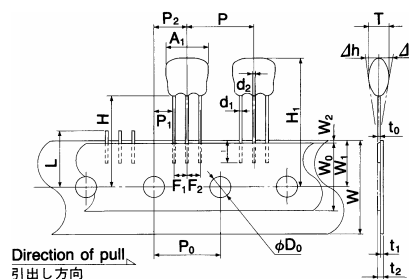 P₂
P
T
A₁
d₂
Δh
Δ
d₁
H
P₁
H₁
t₀
L
W₂
W₀
W₁
W
F₁
F₂
P₀
φD₀
t₁
t₂
Direction of pull
引出し方向